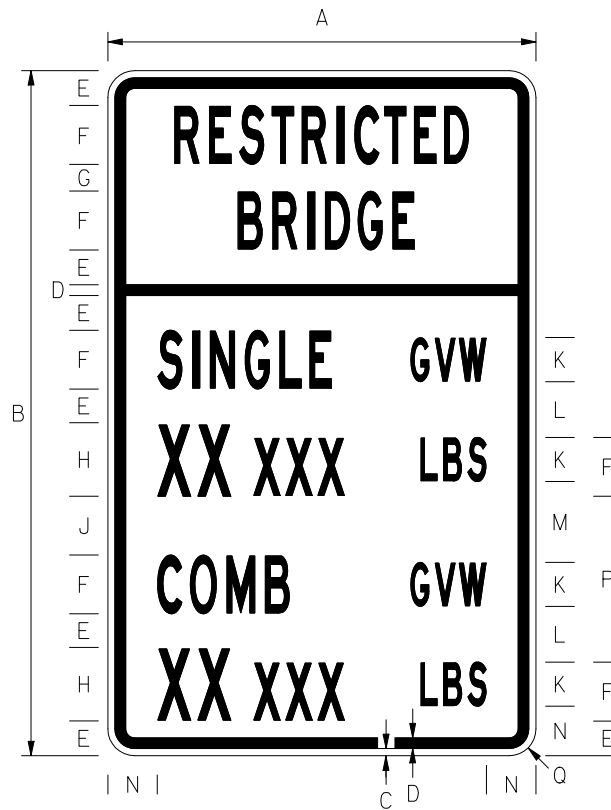 A
E
F
G
F
E
D
E
F
E
H
J
F
E
H
E
B
RESTRICTED
BRIDGE
SINGLE GVW
XX XXX LBS
COMB GVW
XX XXX LBS
K
L
K
M
K
L
K
N
F
P
F
E
N
C
D
N
Q